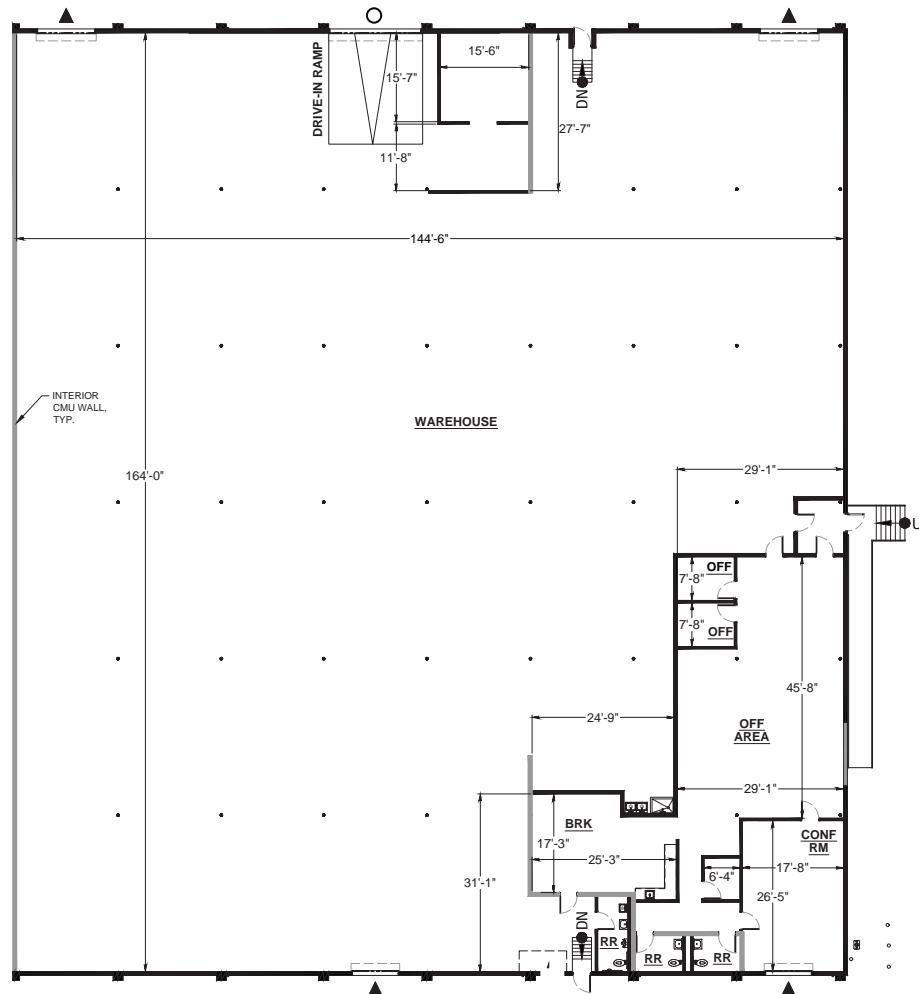 15'-6"
DRIVE-IN RAMP
15'-7"
DN
27'-7"
11'-8"
144'-6"
INTERIOR
CMU WALL,
TYP.
WAREHOUSE
164'-0"
29'-1"
U
OFF
7'-8"
7'-8"
OFF
45'-8"
24'-9"
OFF
AREA
29'-1"
BRK
CONF
RM
17'-3"
25'-3"
6'-4"
17'-8"
31'-1"
26'-5"
DN
RR
RR
RR